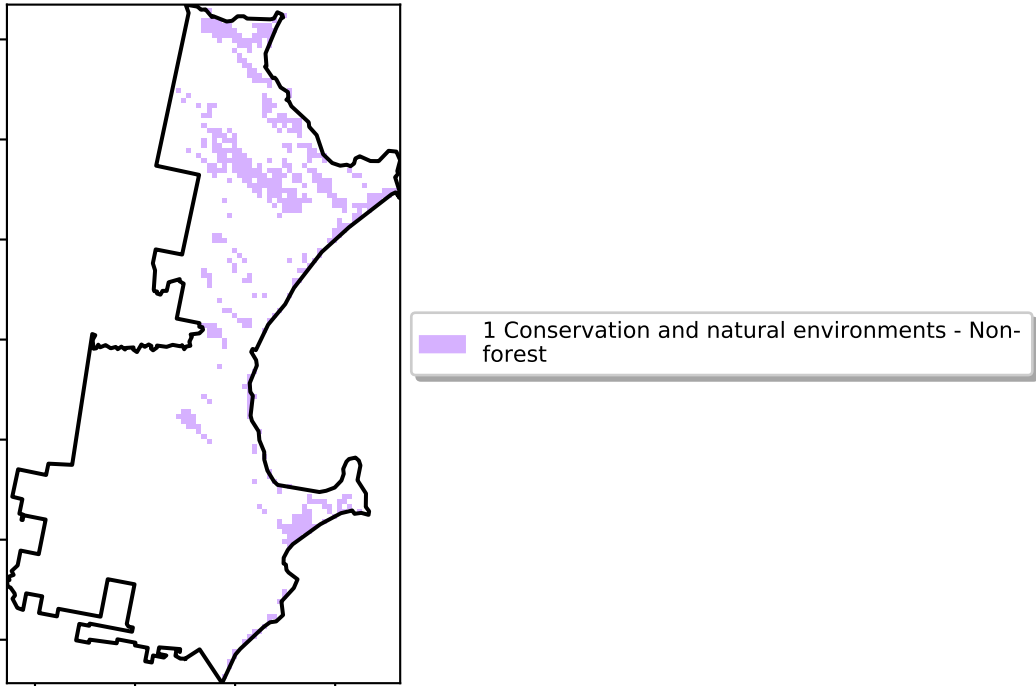 1 Conservation and natural environments - Non-
forest